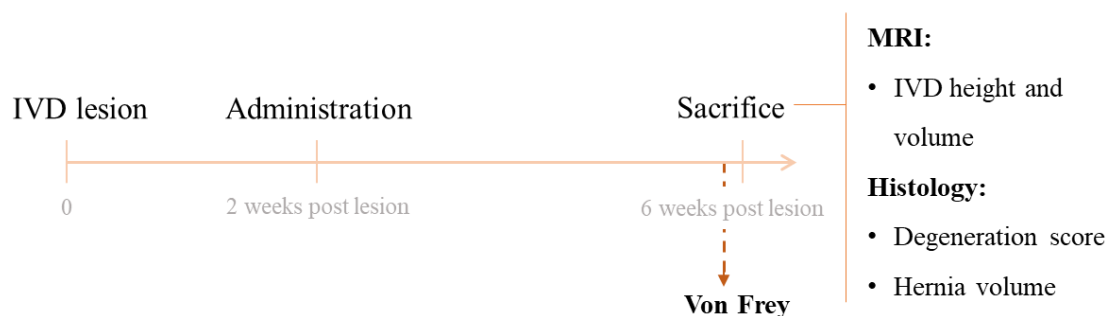 IVD lesion
Administration
Sacrifice
0
2 weeks post lesion
6 weeks post lesion
Von Frey
MRI:
• IVD height and
volume
Histology:
• Degeneration score
• Hernia volume